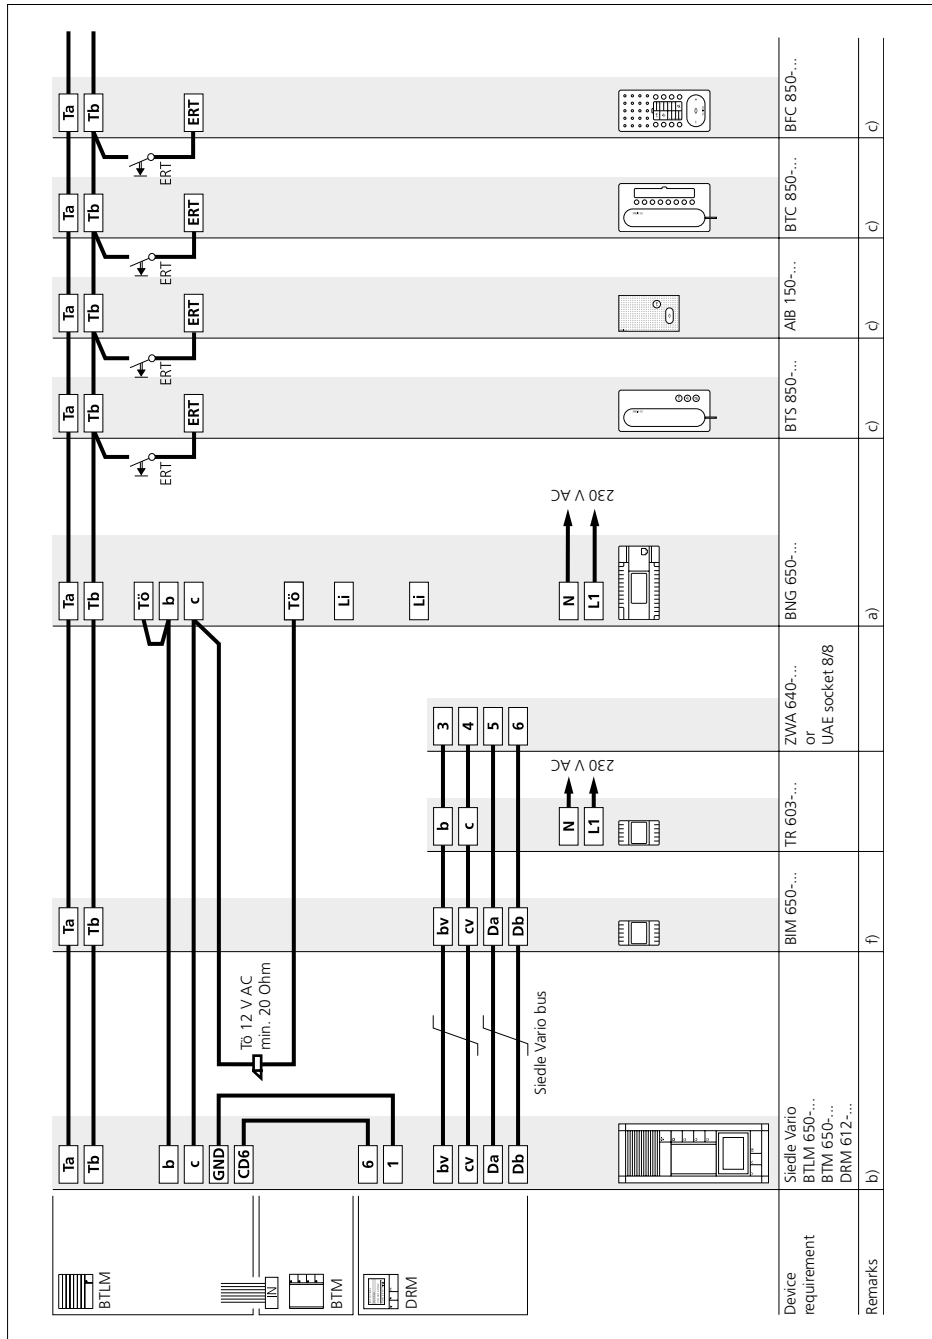 BTLM
IN
BTM
DRM
Ta
Tb
b
c
GND
CD6
6
1
bv
cv
Da
Db
Tö 12 V AC
min. 20 Ohm
Siedle Vario bus
Ta
Tb
bv
cv
Da
Db
b
c
N
L1
230 V AC
3
4
5
6
Ta
Tb
Tö
b
c
Tö
Li
Li
N
L1
230 V AC
ERT
Ta
Tb
ERT
ERT
Ta
Tb
ERT
ERT
Ta
Tb
ERT
ERT
Ta
Tb
ERT
Device
requirement
Siedle Vario
BTLM 650-...
BTM 650-...
DRM 612-...
BIM 650-...
TR 603-...
ZWA 640-...
or
UAE socket 8/8
BNG 650-...
BTS 850-...
AIB 150-...
BTC 850-...
BFC 850-...
Remarks
b)
f)
a)
c)
c)
c)
c)